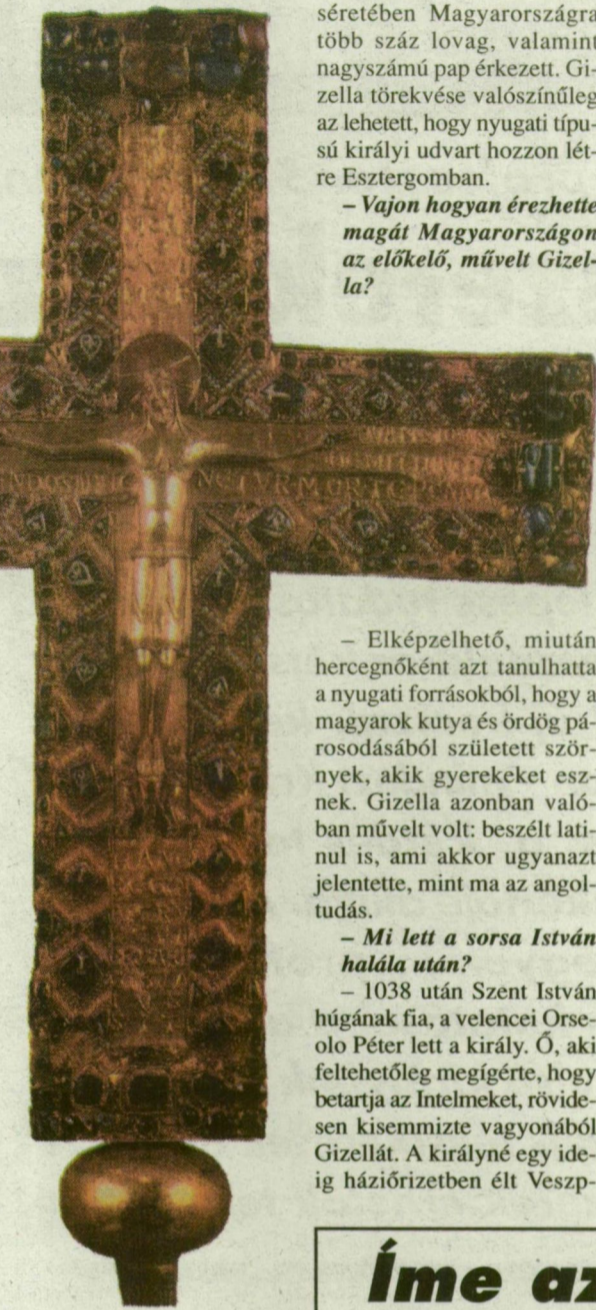 séretében Magyarországra
több száz lovag, valamint
nagyszámú pap érkezett. Gi-
zella törekvése valószínűleg
az lehetett, hogy nyugati típu-
sú királyi udvart hozzon lét-
re Esztergomban.
– Vajon hogyan érezhette
magát Magyarországon
az előkelő, művelt Gizel-
la?
– Elképzelhető, miután
hercegnőként azt tanulhatta
a nyugati forrásokból, hogy a
magyarok kutya és ördög pá-
rosodásából született ször-
nyek, akik gyerekeket esz-
nek. Gizella azonban való-
ban művelt volt: beszélt lati-
nul is, ami akkor ugyanazt
jelentette, mint ma az angol-
tudás.
– Mi lett a sorsa István
halála után?
– 1038 után Szent István
húgának fia, a velencei Orse-
olo Péter lett a király. Ő, aki
feltehetőleg megígérte, hogy
betartja az Intelmeket, rövide-
sen kisemmizte vagyonából
Gizellát. A királyné egy ide-
ig háziőrizetben élt Veszp-
Íme az